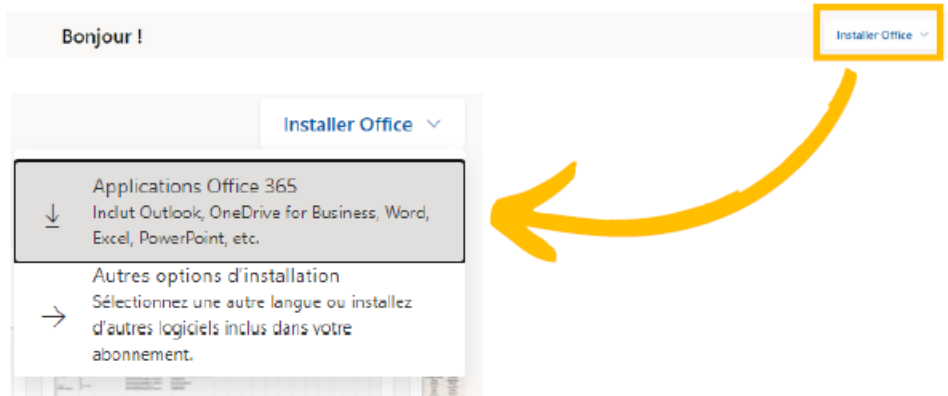 Bonjour !
Installer Office
Installer Office
Applications Office 365
Inclut Outlook, OneDrive for Business, Word,
Excel, PowerPoint, etc.
Autres options d'installation
Sélectionnez une autre langue ou installez
d'autres logiciels inclus dans votre
abonnement.